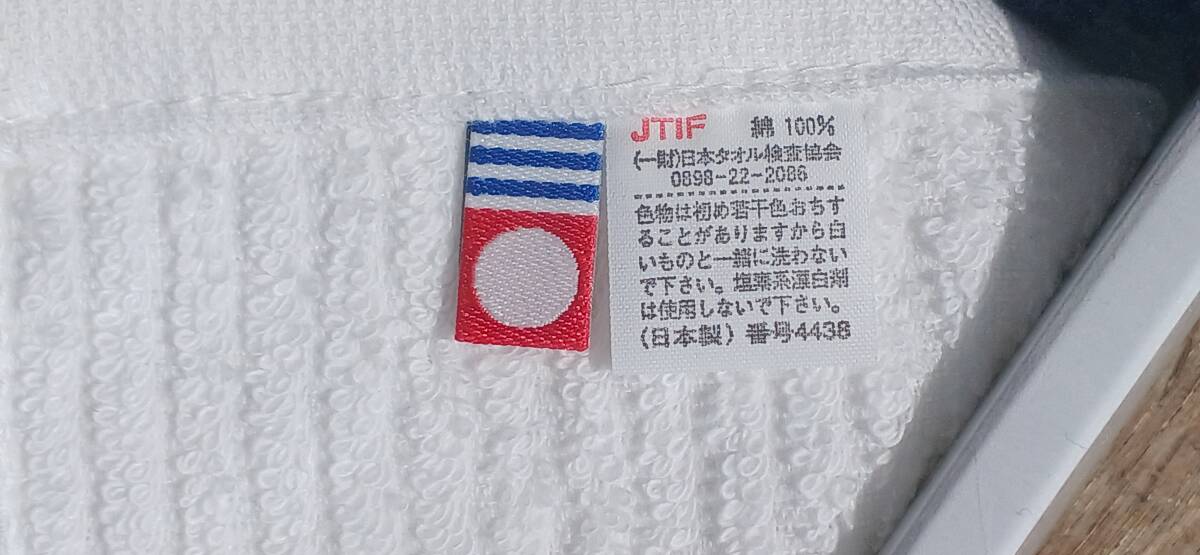 JTIF 綿 100%
(一財)日本タオル検査協会
0898-22-2086
色物は初め若干色おちす
ることがありますから白
いものと一緒に洗わない
で下さい。塩素系漂白剤
は使用しないで下さい。
(日本製) 番号4438